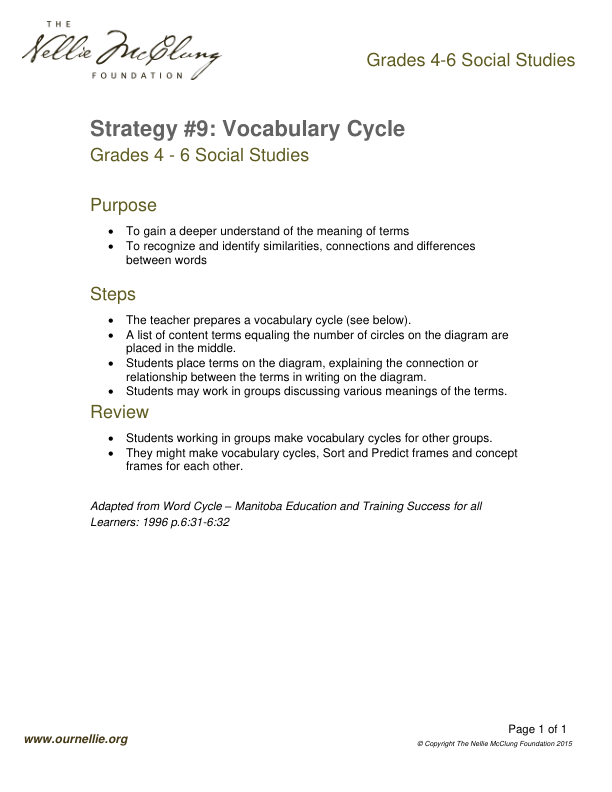 THE
Nellie McClung
FOUNDATION
Grades 4-6 Social Studies
Strategy #9: Vocabulary Cycle
Grades 4 - 6 Social Studies
Purpose
• To gain a deeper understand of the meaning of terms
• To recognize and identify similarities, connections and differences
between words
Steps
• The teacher prepares a vocabulary cycle (see below).
• A list of content terms equaling the number of circles on the diagram are
placed in the middle.
• Students place terms on the diagram, explaining the connection or
relationship between the terms in writing on the diagram.
• Students may work in groups discussing various meanings of the terms.
Review
• Students working in groups make vocabulary cycles for other groups.
• They might make vocabulary cycles, Sort and Predict frames and concept
frames for each other.
Adapted from Word Cycle – Manitoba Education and Training Success for all
Learners: 1996 p.6:31-6:32
Page 1 of 1
www.ournellie.org
© Copyright The Nellie McClung Foundation 2015